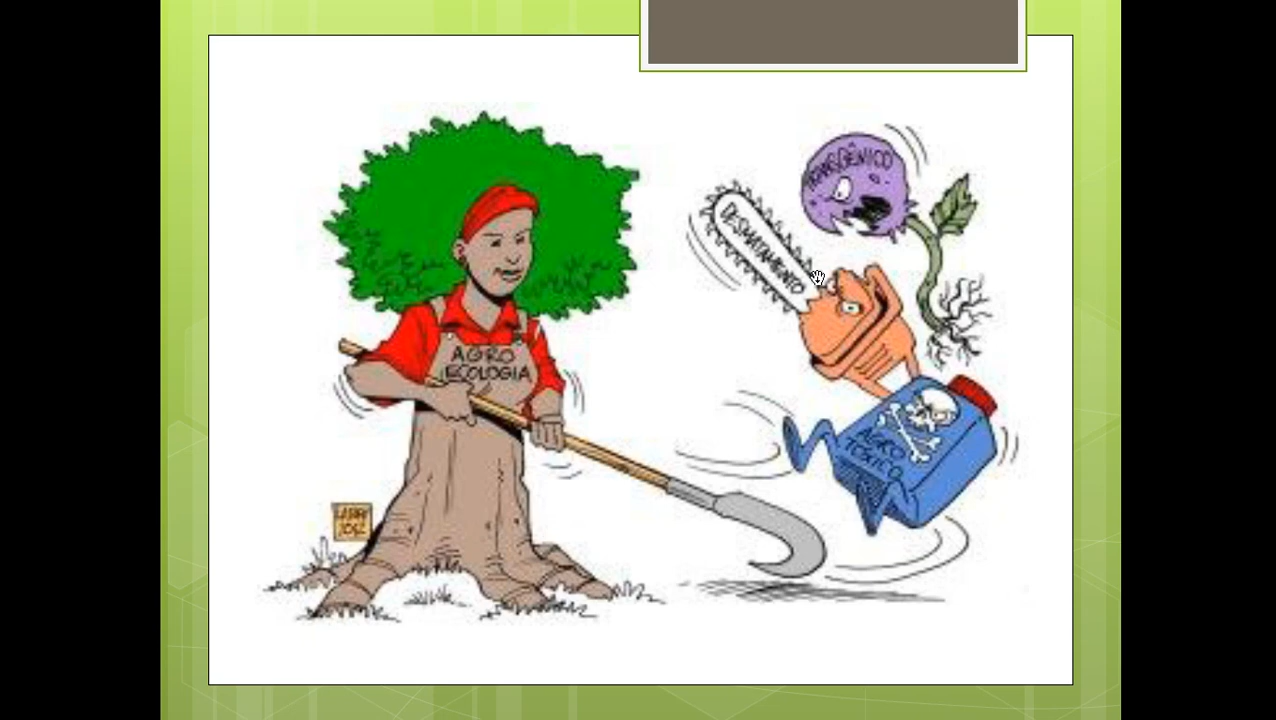 TRANSGÊNICO
DESMATAMENTO
AGRO
ECOLOGIA
AGRO
TÓXICO